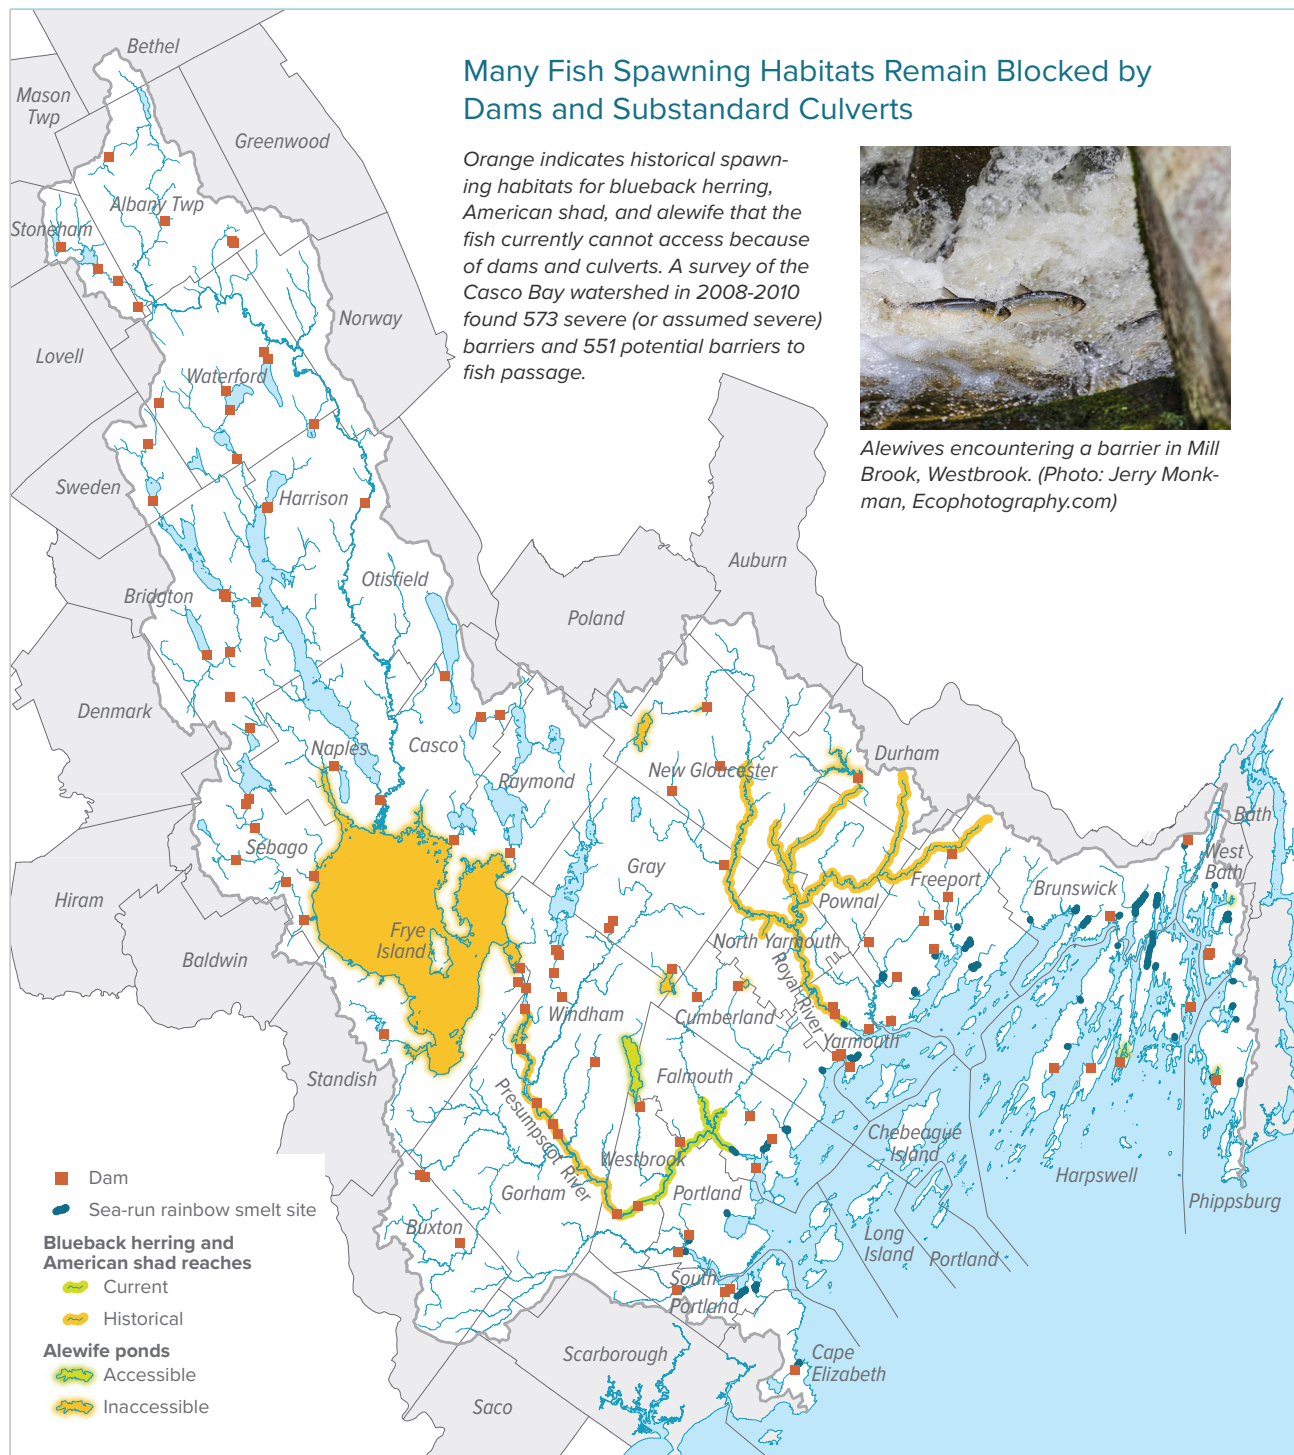 Many Fish Spawning Habitats Remain Blocked by
Dams and Substandard Culverts
Orange indicates historical spawn-
ing habitats for blueback herring,
American shad, and alewife that the
fish currently cannot access because
of dams and culverts. A survey of the
Casco Bay watershed in 2008-2010
found 573 severe (or assumed severe)
barriers and 551 potential barriers to
fish passage.
Alewives encountering a barrier in Mill
Brook, Westbrook. (Photo: Jerry Monk-
man, Ecophotography.com)
Bethel
Mason
Twp
Greenwood
Albany Twp
Stoneham
Norway
Lovell
Waterford
Sweden
Harrison
Auburn
Otisfield
Bridgton
Poland
Denmark
Naples
Casco
Durham
New Gloucester
Raymond
Bath
Sebago
West
Bath
Gray
Freeport
Brunswick
Hiram
Pownal
Frye
Island
North Yarmouth
Baldwin
Royal River
Windham
Cumberland
Yarmouth
Standish
Falmouth
Presumpscot River
Chebeague
Island
Westbrook
Harpswell
Gorham
Portland
Phippsburg
Buxton
Long
Island
Portland
South
Portland
Scarborough
Cape
Elizabeth
Saco
Dam
Sea-run rainbow smelt site
Blueback herring and
American shad reaches
Current
Historical
Alewife ponds
Accessible
Inaccessible